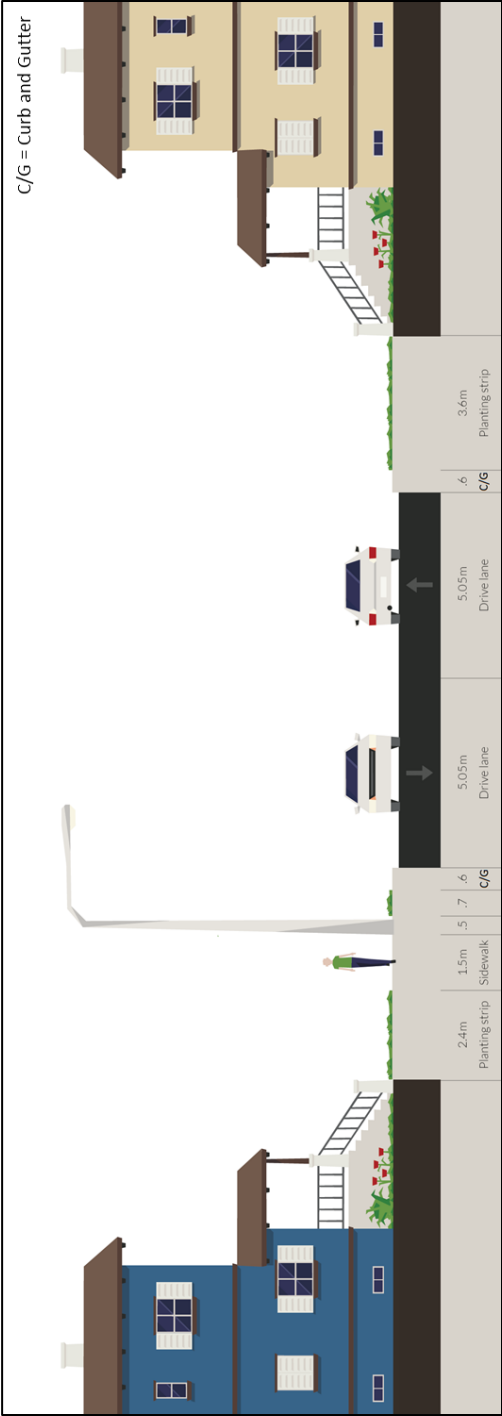 C/G = Curb and Gutter
2.4m
Planting strip
1.5m
Sidewalk
.5
.7
.6
C/G
5.05m
Drive lane
5.05m
Drive lane
.6
C/G
3.6m
Planting strip